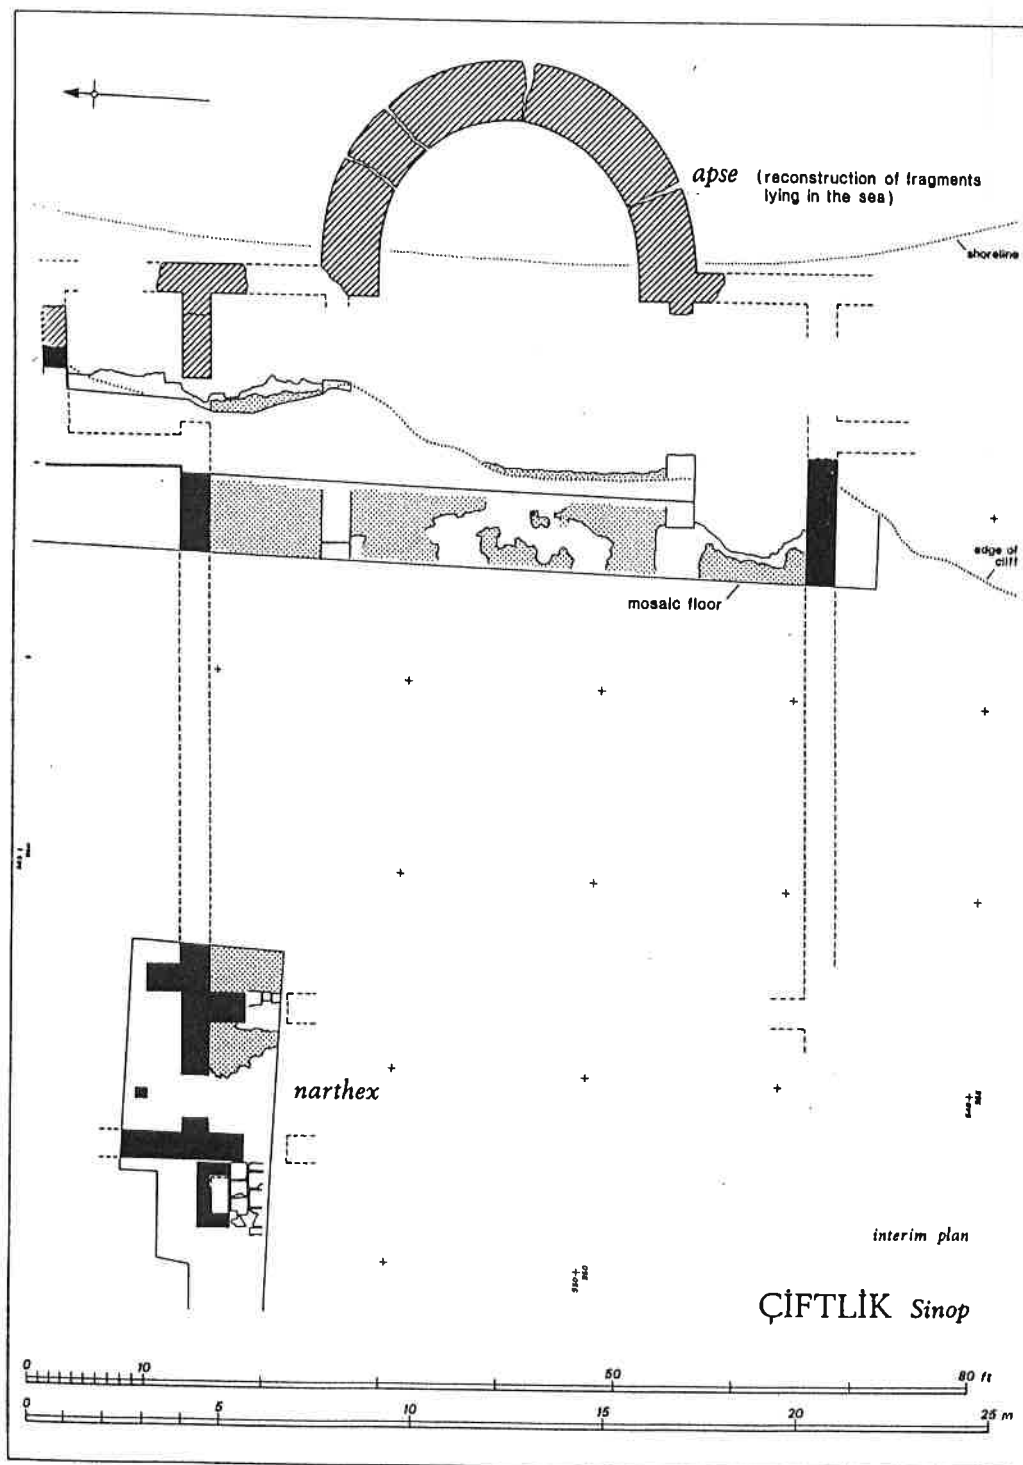 apse (reconstruction of fragments
lying in the sea)
shoreline
edge of
cliff
mosaic floor
narthex
interim plan
ÇİFTLİK Sinop
0 10 50 80 ft
0 5 10 15 20 25 m